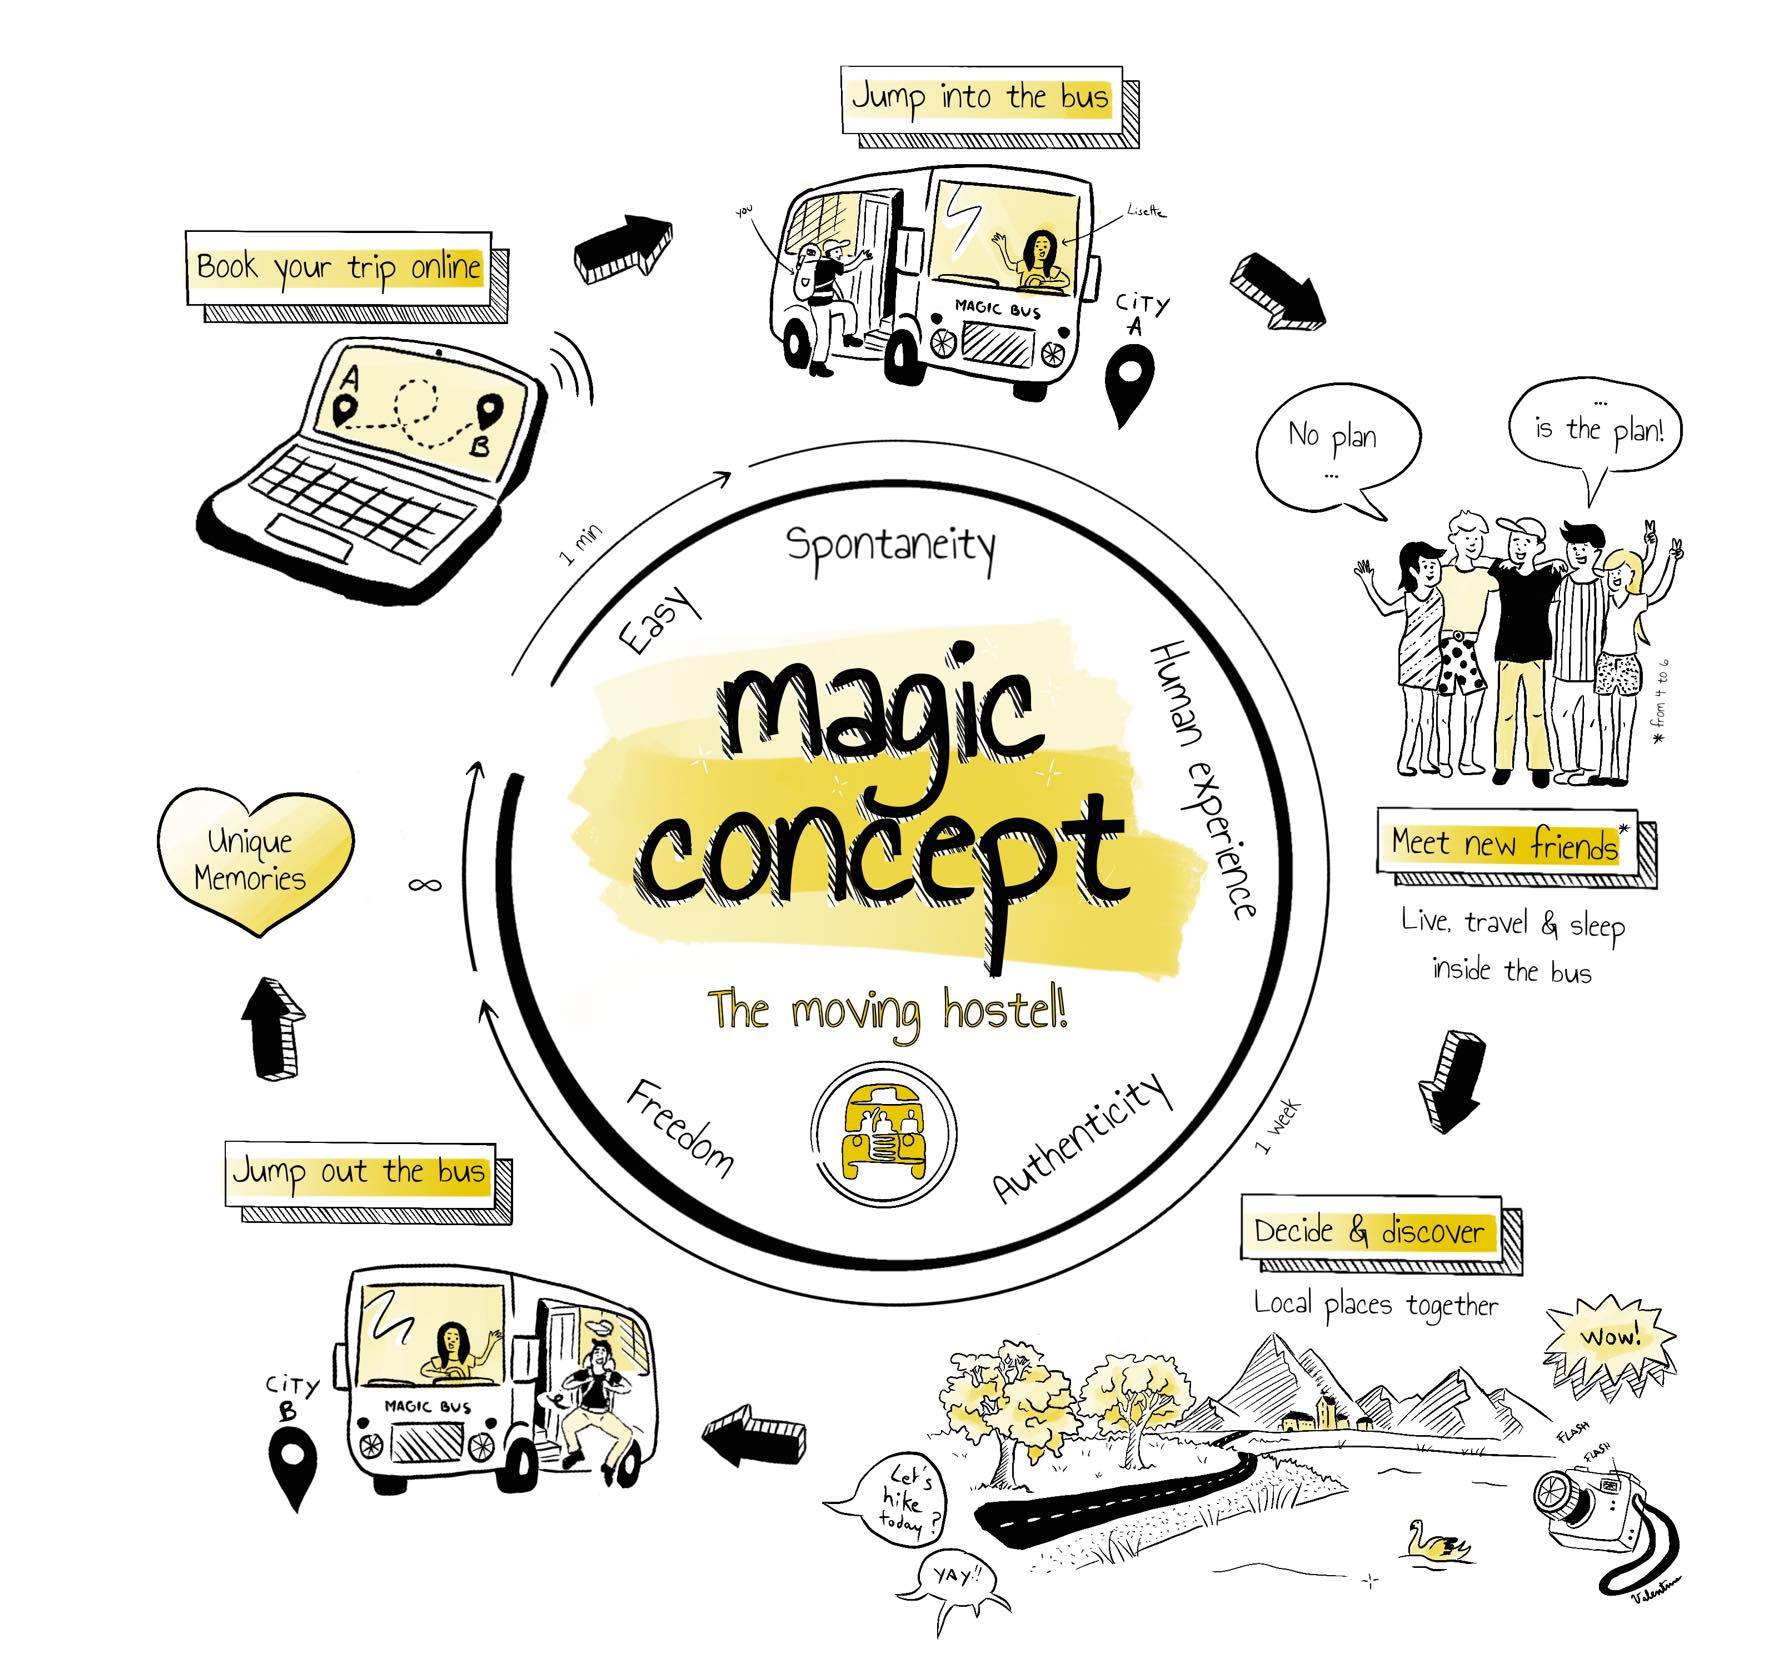 Jump into the bus
you
Lisette
MAGIC BUS
CiTY
A
Book your trip online
A
B
No plan
...
...
is the plan!
* from 4 to 6
Meet new friends*
Live, travel & sleep
inside the bus
1 min
Easy
Spontaneity
Human experience
magic
concept
The moving hostel!
Freedom
Authenticity
1 week
∞
Unique
Memories
Decide & discover
Local places together
Wow!
FLASH
FLASH
Let's
hike
today?
YAY!!
Valentina
Jump out the bus
CiTY
B
MAGIC BUS